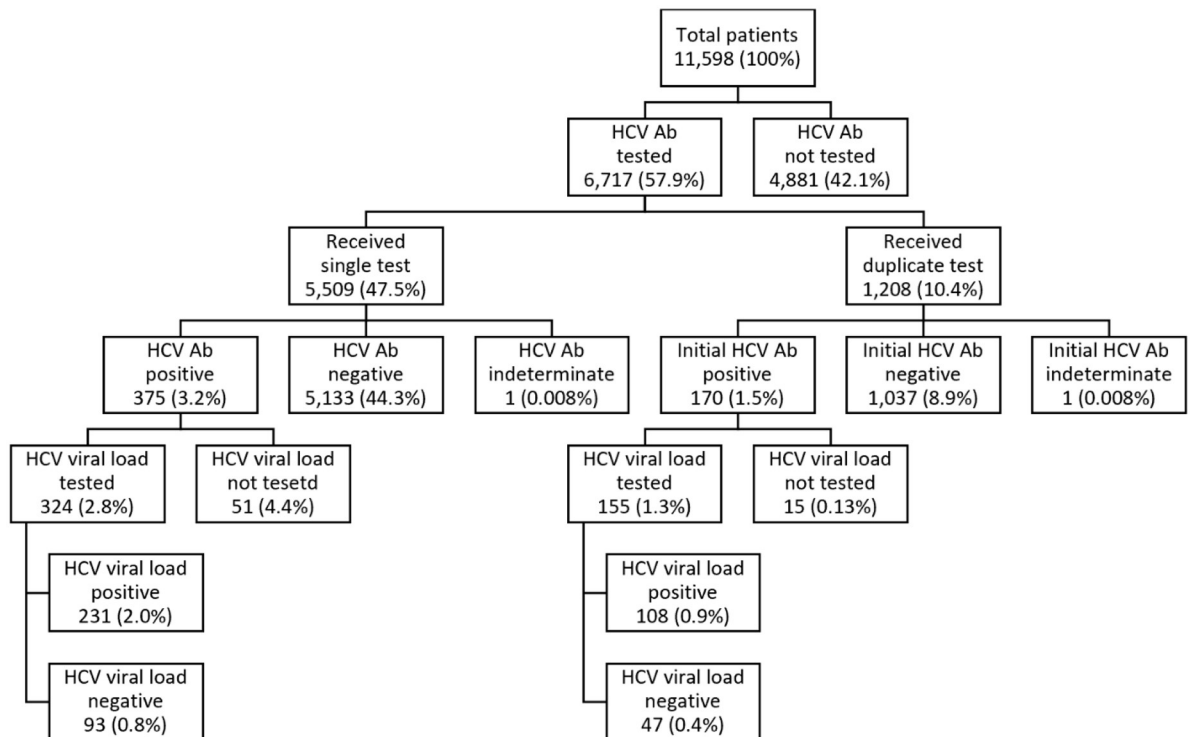 Total patients
11,598 (100%)
HCV Ab
tested
6,717 (57.9%)
HCV Ab
not tested
4,881 (42.1%)
Received
single test
5,509 (47.5%)
Received
duplicate test
1,208 (10.4%)
HCV Ab
positive
375 (3.2%)
HCV Ab
negative
5,133 (44.3%)
HCV Ab
indeterminate
1 (0.008%)
Initial HCV Ab
positive
170 (1.5%)
Initial HCV Ab
negative
1,037 (8.9%)
Initial HCV Ab
indeterminate
1 (0.008%)
HCV viral load
tested
324 (2.8%)
HCV viral load
not tesetd
51 (4.4%)
HCV viral load
tested
155 (1.3%)
HCV viral load
not tested
15 (0.13%)
HCV viral load
positive
231 (2.0%)
HCV viral load
positive
108 (0.9%)
HCV viral load
negative
93 (0.8%)
HCV viral load
negative
47 (0.4%)